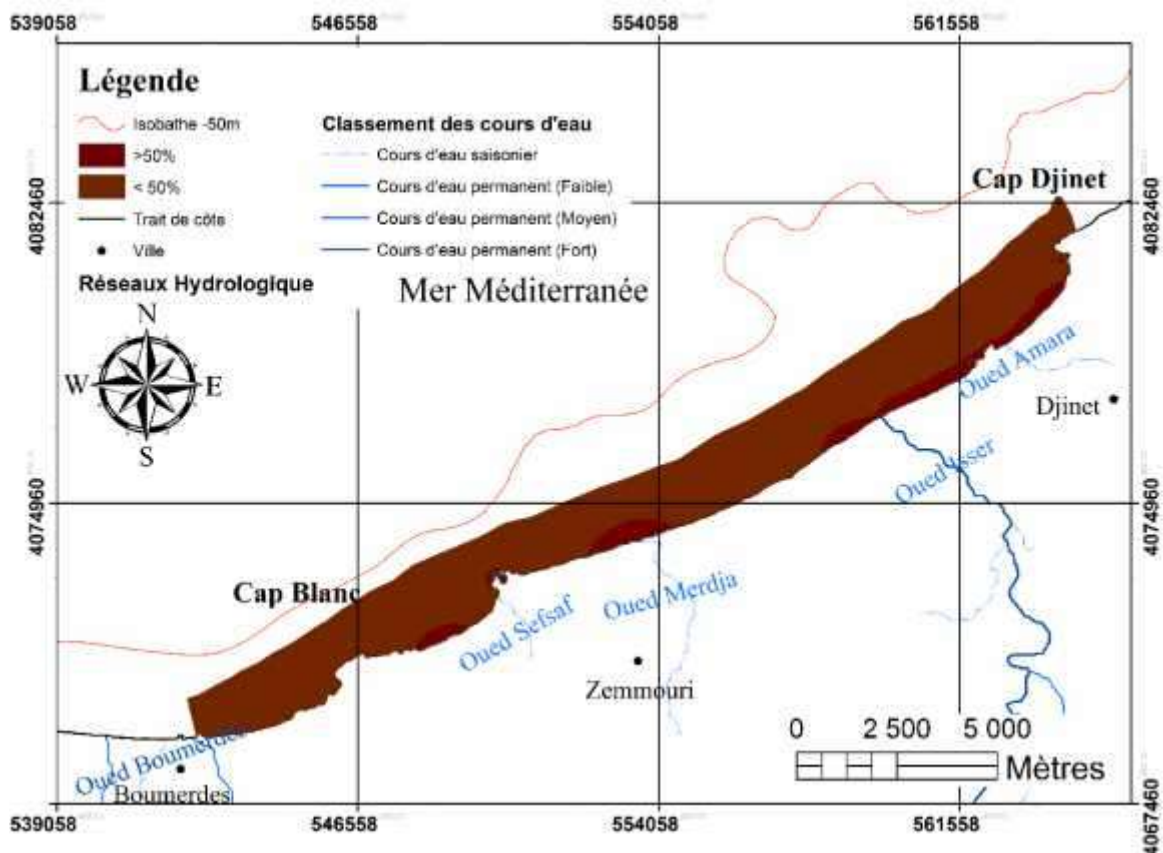 539058 546558 554058 561558
Légende
Isobathe -50m
>50%
< 50%
Trait de côte
Ville
Réseaux Hydrologique
Classement des cours d'eau
Cours d'eau saisonier
Cours d'eau permanent (Faible)
Cours d'eau permanent (Moyen)
Cours d'eau permanent (Fort)
Cap Djinet
4082460
4082460
Mer Méditerranée
N
W E
S
Oued Amara
Djinet
Oued Isser
4074960
4074960
Cap Blanc
Oued Sefsaf
Oued Merdja
Zemmouri
Oued Boumerdes
Boumerdes
0 2 500 5 000
Mètres
4067460
539058 546558 554058 561558